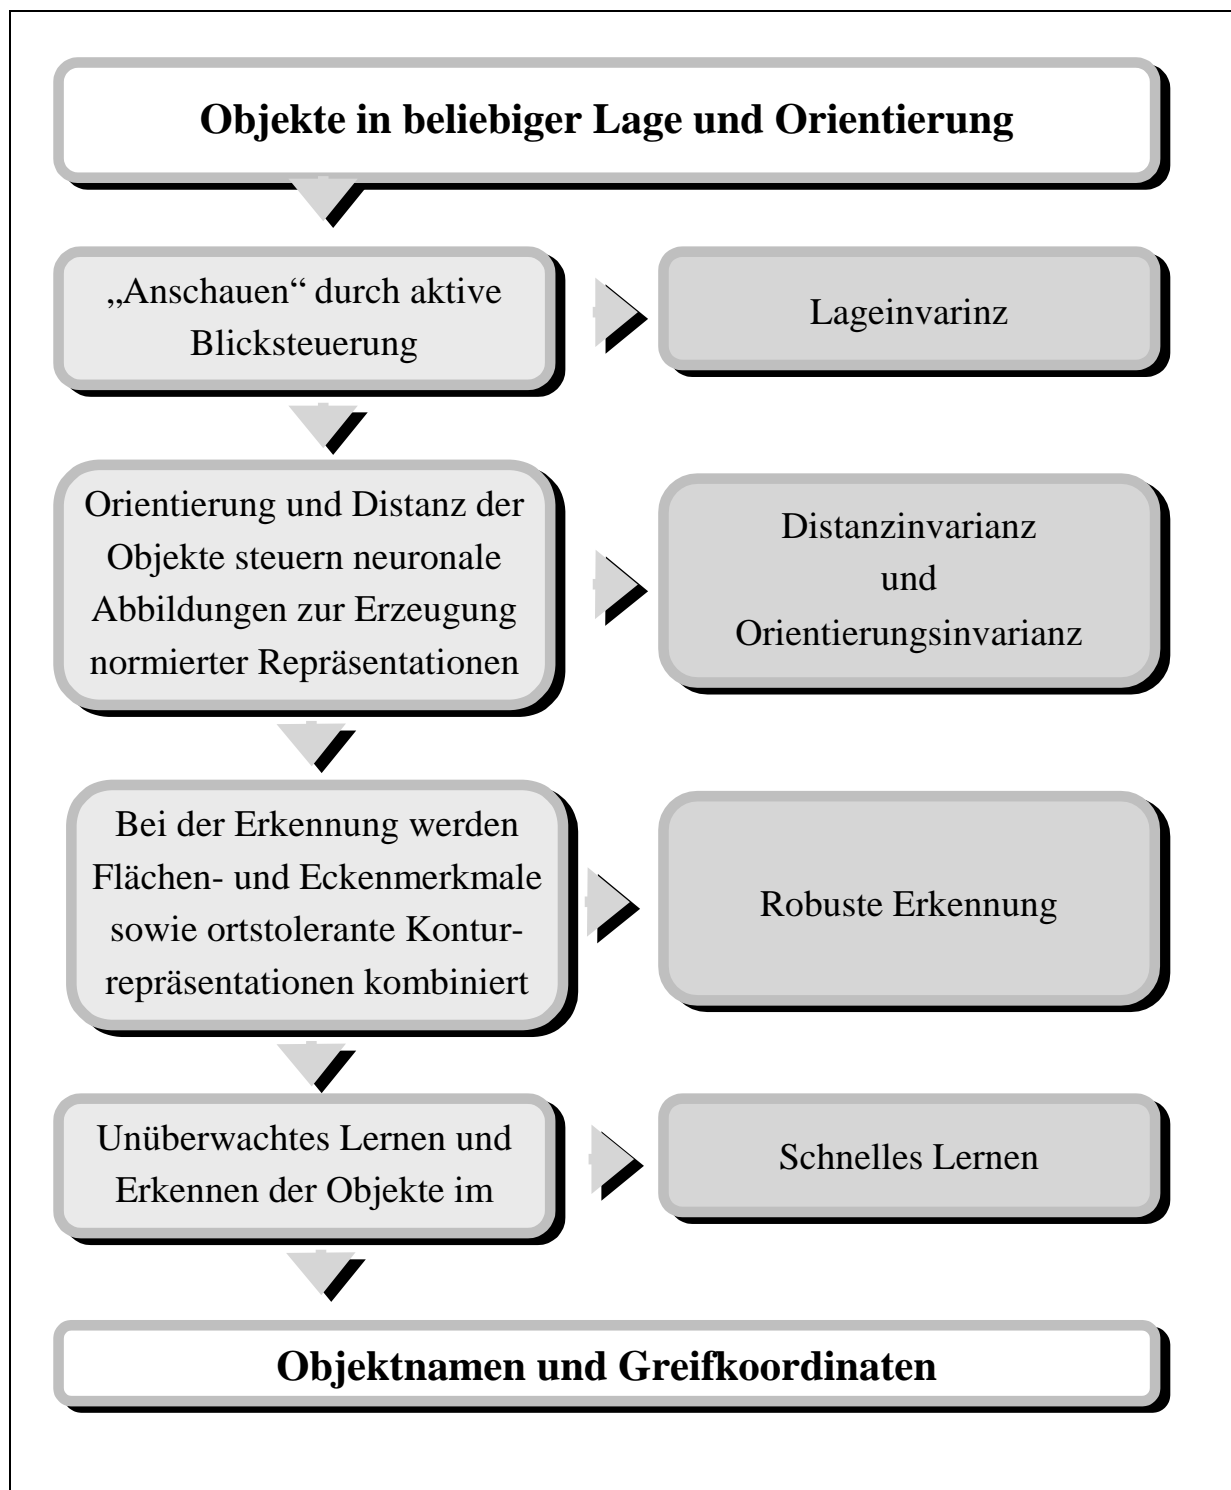 Objekte in beliebiger Lage und Orientierung
„Anschauen“ durch aktive
Blicksteuerung
Lageinvarinz
Orientierung und Distanz der
Objekte steuern neuronale
Abbildungen zur Erzeugung
normierter Repräsentationen
Distanzinvarianz
und
Orientierungsinvarianz
Bei der Erkennung werden
Flächen- und Eckenmerkmale
sowie ortstolerante Kontur-
repräsentationen kombiniert
Robuste Erkennung
Unüberwachtes Lernen und
Erkennen der Objekte im
Schnelles Lernen
Objektnamen und Greifkoordinaten